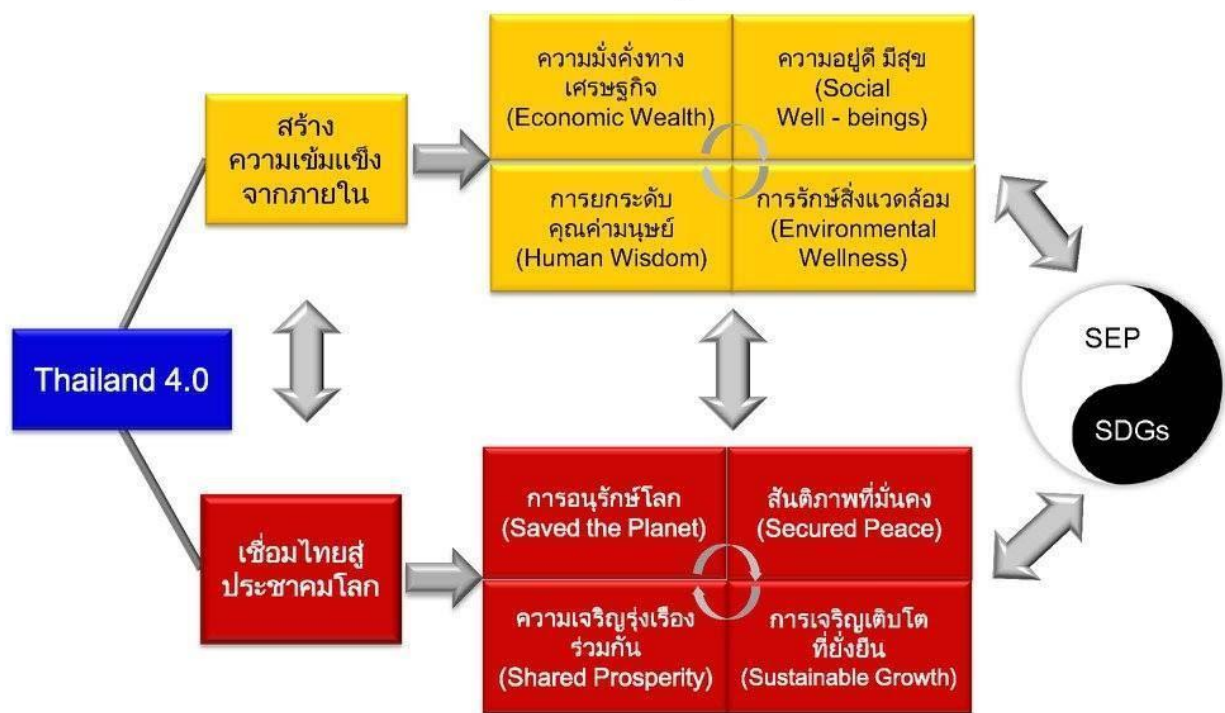 ความมั่งคั่งทาง
เศรษฐกิจ
(Economic Wealth)
ความอยู่ดี มีสุข
(Social
Well - beings)
สร้าง
ความเข้มแข็ง
จากภายใน
การยกระดับ
คุณค่ามนุษย์
(Human Wisdom)
การรักษ์สิ่งแวดล้อม
(Environmental
Wellness)
Thailand 4.0
SEP
SDGs
เชื่อมไทยสู่
ประชาคมโลก
การอนุรักษ์โลก
(Saved the Planet)
สันติภาพที่มั่นคง
(Secured Peace)
ความเจริญรุ่งเรือง
ร่วมกัน
(Shared Prosperity)
การเจริญเติบโต
ที่ยั่งยืน
(Sustainable Growth)